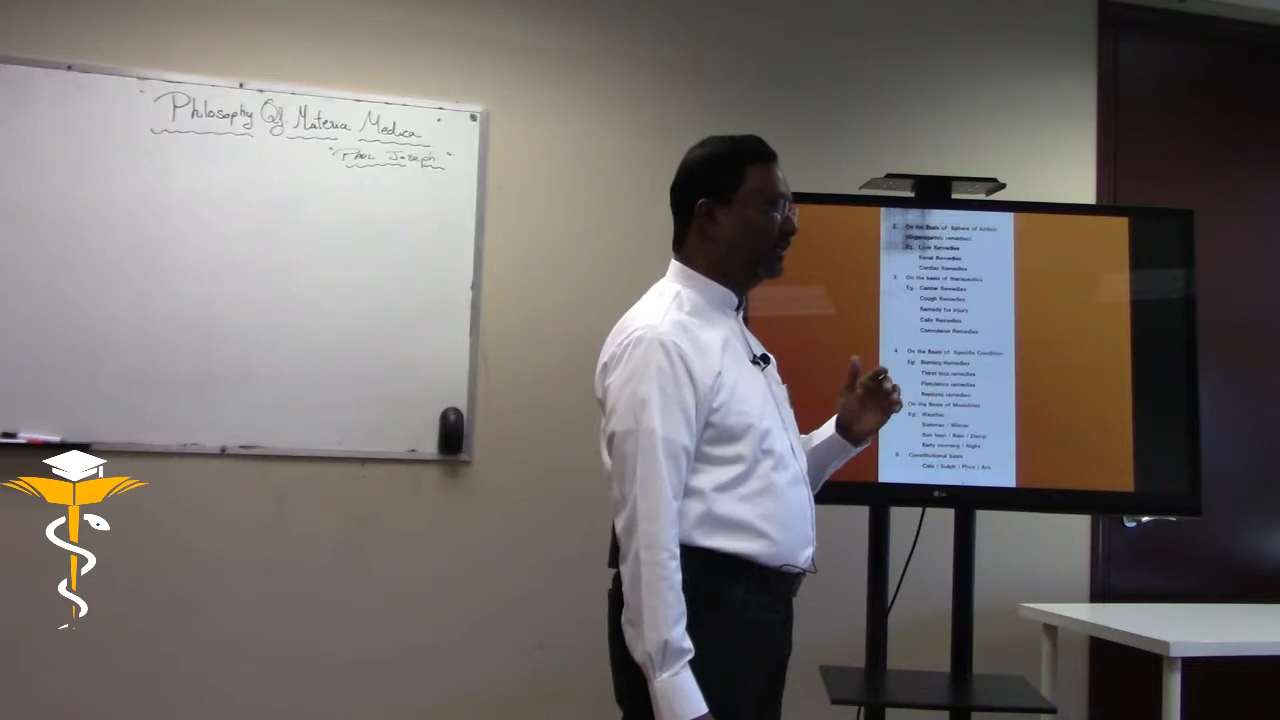 Philosophy Of Materia Medica
"Paul Joseph"
2. On the Basis of Sphere of Action
(Organopathic remedies)
Eg. Liver Remedies
Renal Remedies
Cardiac Remedies
3. On the basis of therapeutics
Eg. Cancer Remedies
Cough Remedies
Remedy for Injury
Colic Remedies
Convulsion Remedies
4. On the Basis of Specific Condition
Eg: Burning Remedies
Thirst less remedies
Flatulence remedies
Restless remedies
On the Basis of Modalities
Eg: Weather
Summer / Winter
Sun heat / Rain / Damp
Early morning / Night
5. Constitutional basis
Calc / Sulph / Phos / Ars
LG